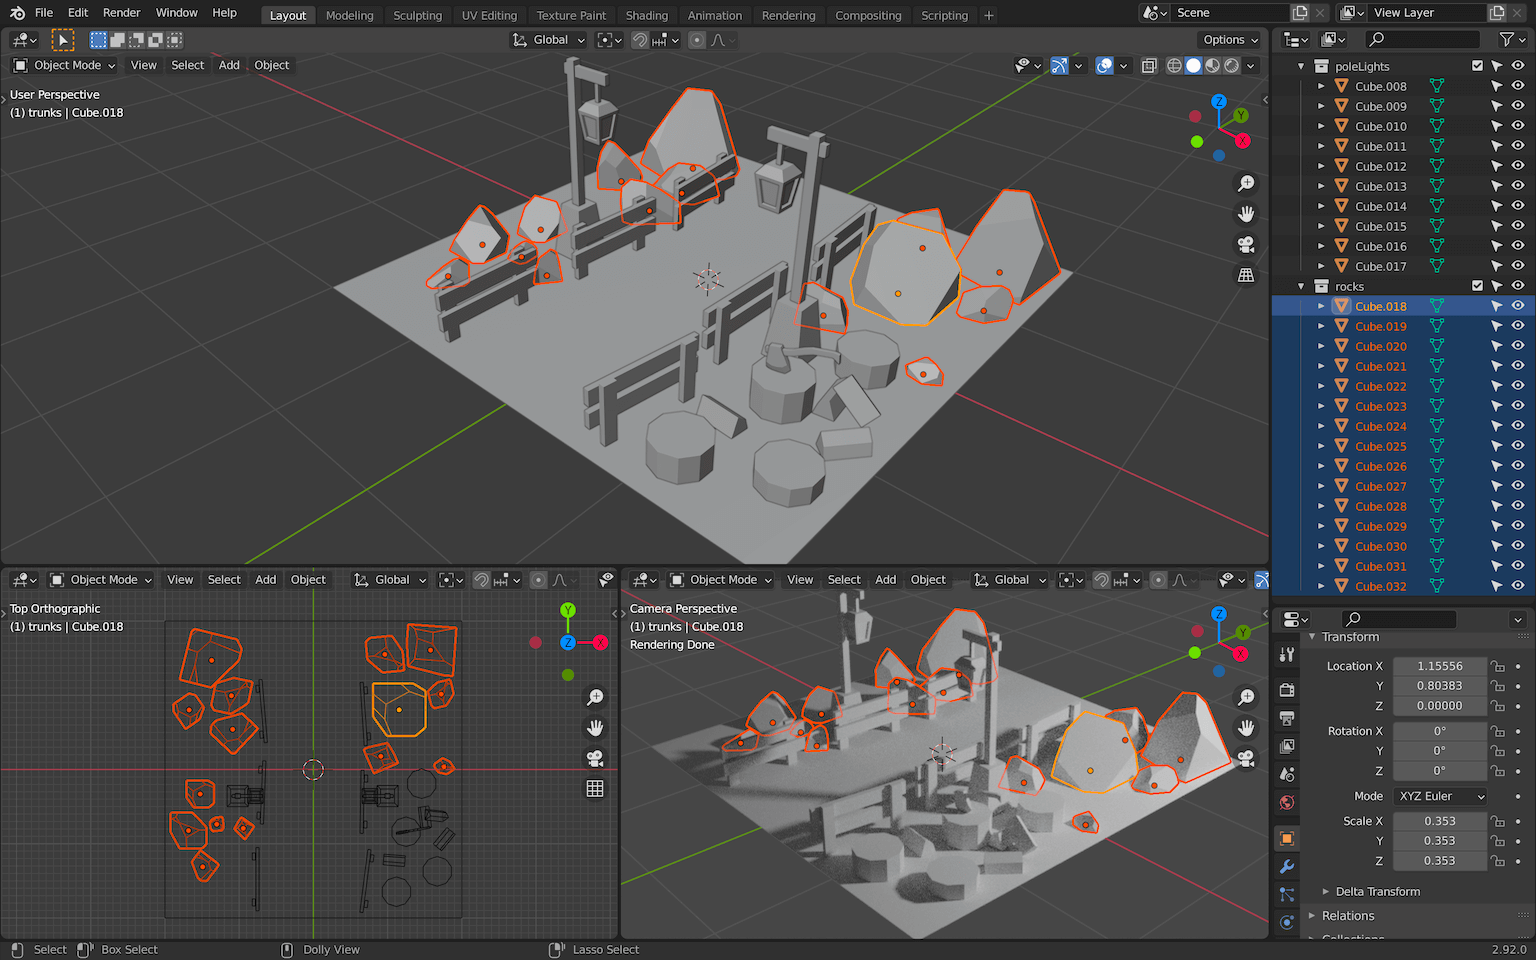 File Edit Render Window Help Layout Modeling Sculpting UV Editing Texture Paint Shading Animation Rendering Compositing Scripting + Scene View Layer
Global Options
Object Mode View Select Add Object
User Perspective
(1) trunks | Cube.018
Z
Y
X
poleLights
Cube.008
Cube.009
Cube.010
Cube.011
Cube.012
Cube.013
Cube.014
Cube.015
Cube.016
Cube.017
rocks
Cube.018
Cube.019
Cube.020
Cube.021
Cube.022
Cube.023
Cube.024
Cube.025
Cube.026
Cube.027
Cube.028
Cube.029
Cube.030
Cube.031
Cube.032
Object Mode View Select Add Object Global
Top Orthographic
(1) trunks | Cube.018
Y
Z X
Object Mode View Select Add Object Global
Camera Perspective
(1) trunks | Cube.018
Rendering Done
Z
Y
X
Transform
Location X 1.15556
Y 0.80383
Z 0.00000
Rotation X 0°
Y 0°
Z 0°
Mode XYZ Euler
Scale X 0.353
Y 0.353
Z 0.353
Delta Transform
Relations
Select Box Select Dolly View Lasso Select 2.92.0